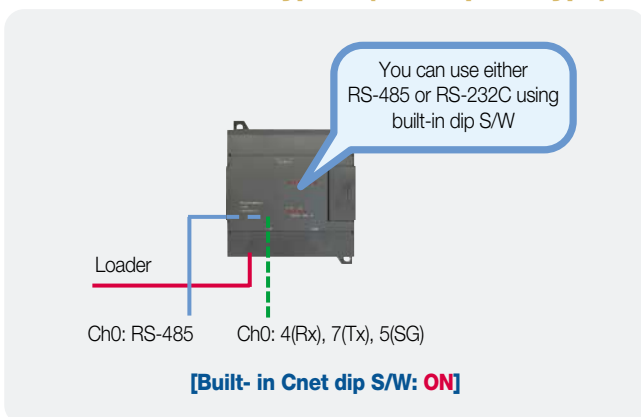 You can use either
RS-485 or RS-232C using
built-in dip S/W
Loader
Ch0: RS-485
Ch0: 4(Rx), 7(Tx), 5(SG)
[Built- in Cnet dip S/W: ON]